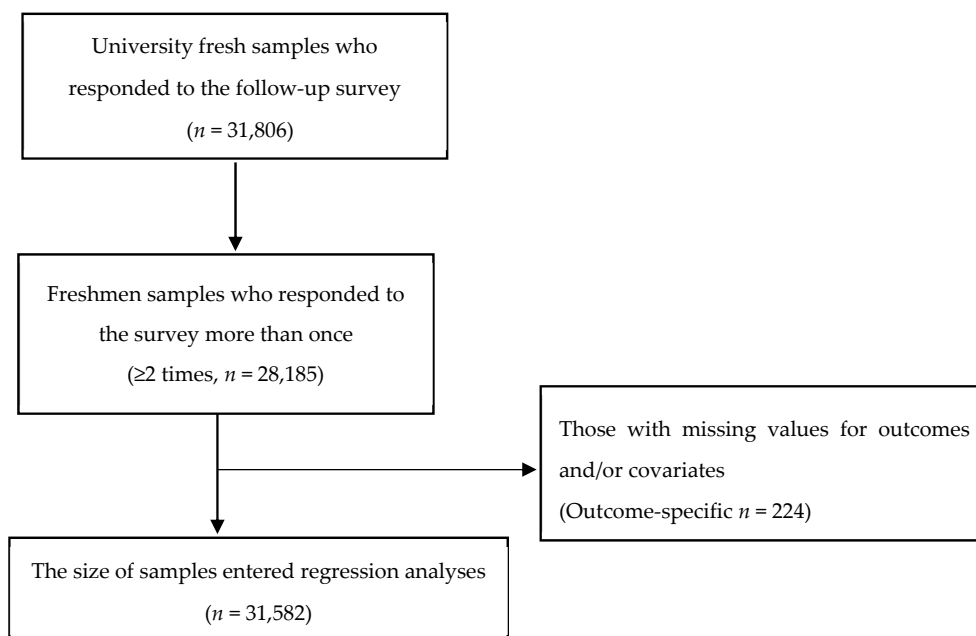 University fresh samples who
responded to the follow-up survey
(n = 31,806)
Freshmen samples who responded to
the survey more than once
(≥2 times, n = 28,185)
Those with missing values for outcomes
and/or covariates
(Outcome-specific n = 224)
The size of samples entered regression analyses
(n = 31,582)